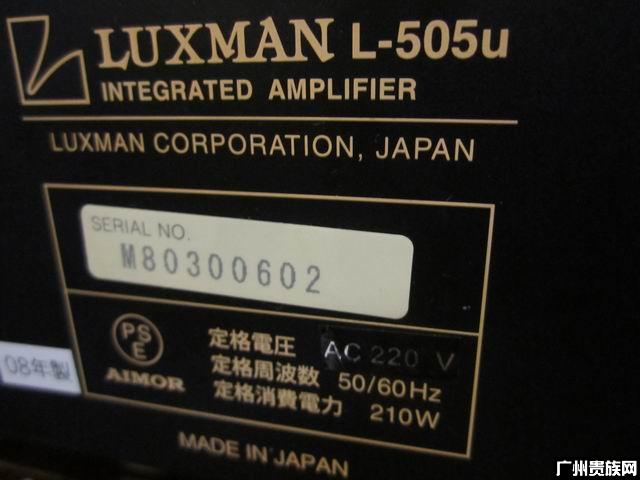 LUXMAN L-505u
INTEGRATED AMPLIFIER
LUXMAN CORPORATION, JAPAN
SERIAL NO.
M80300602
PS
E
AIMOR
定格電圧 AC 220 V
定格周波数 50/60Hz
定格消費電力 210W
08年製
MADE IN JAPAN
广州贵族网